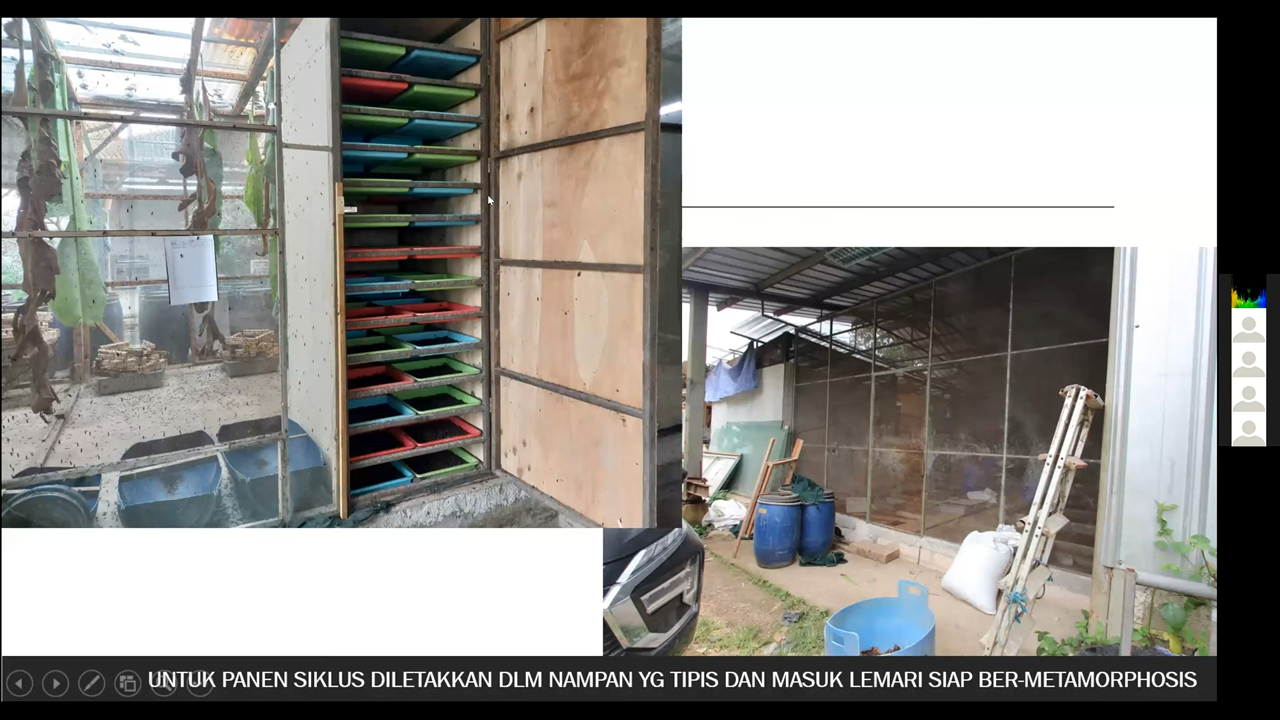 UNTUK PANEN SIKLUS DILETAKKAN DLM NAMPAN YG TIPIS DAN MASUK LEMARI SIAP BER-METAMORPHOSIS